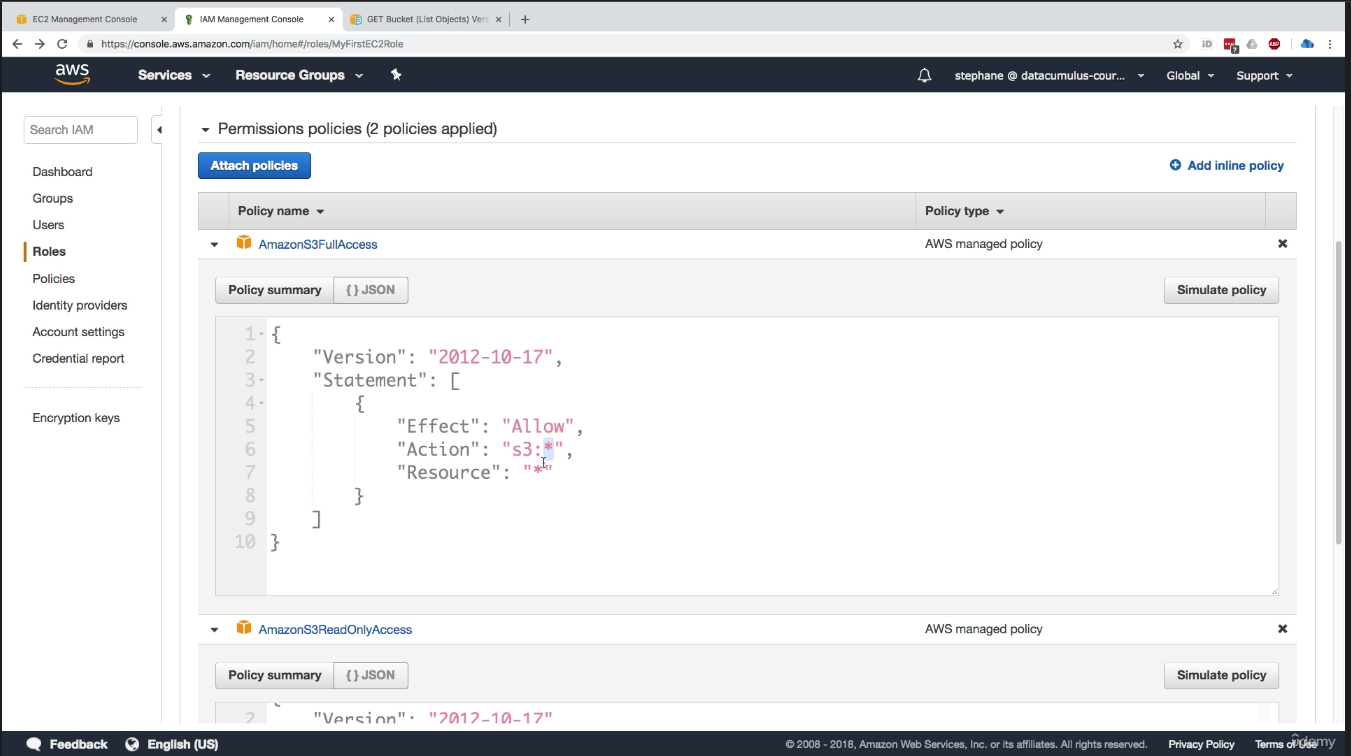 EC2 Management Console
IAM Management Console
GET Bucket (List Objects) Vers
https://console.aws.amazon.com/iam/home#/roles/MyFirstEC2Role
aws
Services
Resource Groups
stephane @ datacumulus-cour...
Global
Support
Search IAM
Dashboard
Groups
Users
Roles
Policies
Identity providers
Account settings
Credential report
Encryption keys
Permissions policies (2 policies applied)
Attach policies
Add inline policy
Policy name
Policy type
AmazonS3FullAccess
AWS managed policy
Policy summary
{ } JSON
Simulate policy
1 {
2 "Version": "2012-10-17",
3 "Statement": [
4 {
5 "Effect": "Allow",
6 "Action": "s3:*",
7 "Resource": "*"
8 }
9 ]
10 }
AmazonS3ReadOnlyAccess
AWS managed policy
Policy summary
{ } JSON
Simulate policy
2 "Version": "2012-10-17"
Feedback
English (US)
© 2008 - 2018, Amazon Web Services, Inc. or its affiliates. All rights reserved.
Privacy Policy
Terms of Use
ûdemy